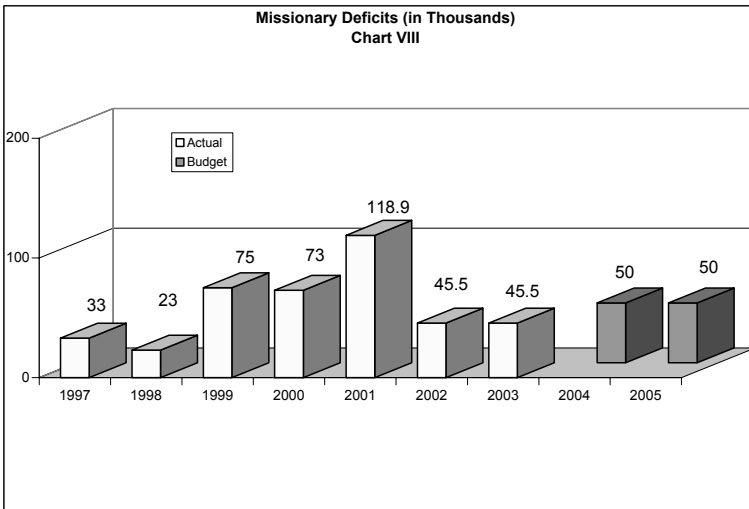 Missionary Deficits (in Thousands)
Chart VIII
200
Actual
Budget
118.9
100
75
73
50
50
45.5
45.5
33
23
0
1997 1998 1999 2000 2001 2002 2003 2004 2005